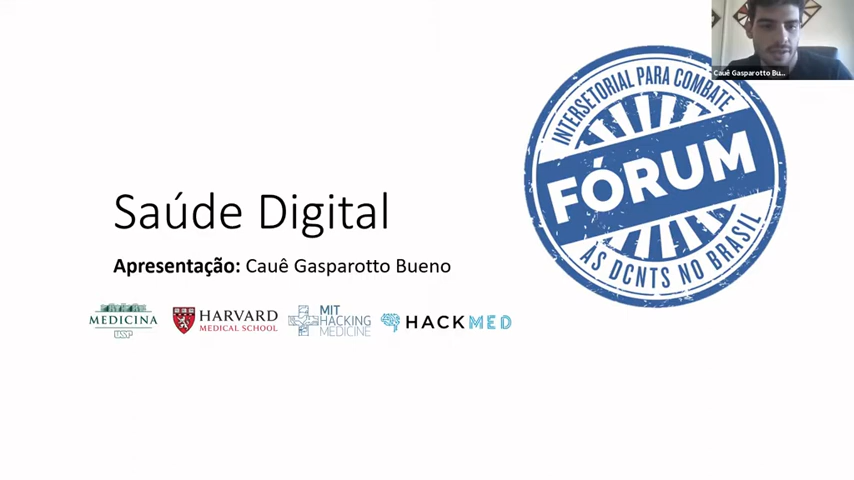 Cauê Gasparotto Bu...
INTERSETORIAL PARA COMBATE
FÓRUM
ÀS DCNTS NO BRASIL
Saúde Digital
Apresentação: Cauê Gasparotto Bueno
MEDICINA
USP
HARVARD
MEDICAL SCHOOL
MIT
HACKING
MEDICINE
HACKMED